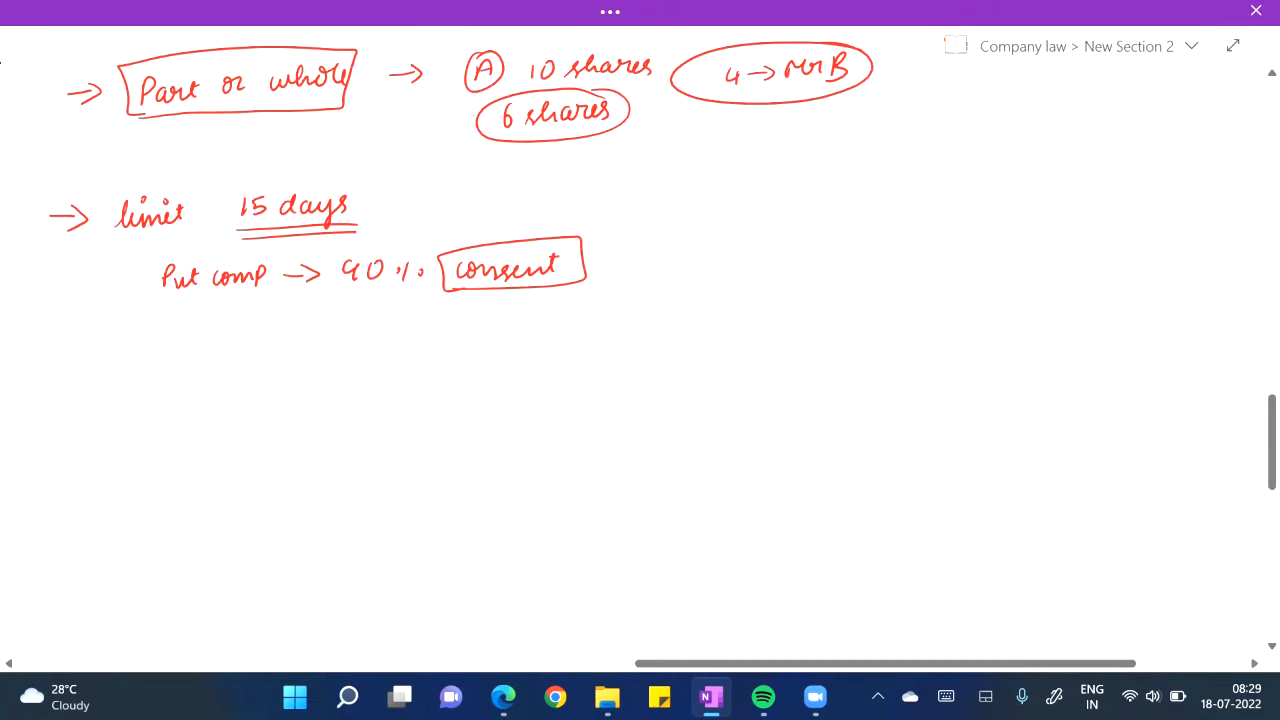 Company law > New Section 2
→ Part or whole → A 10 shares 4 → Mr B
6 shares
→ limit 15 days
Pvt comp → 90 % consent
28°C
Cloudy
ENG
IN
08:29
18-07-2022